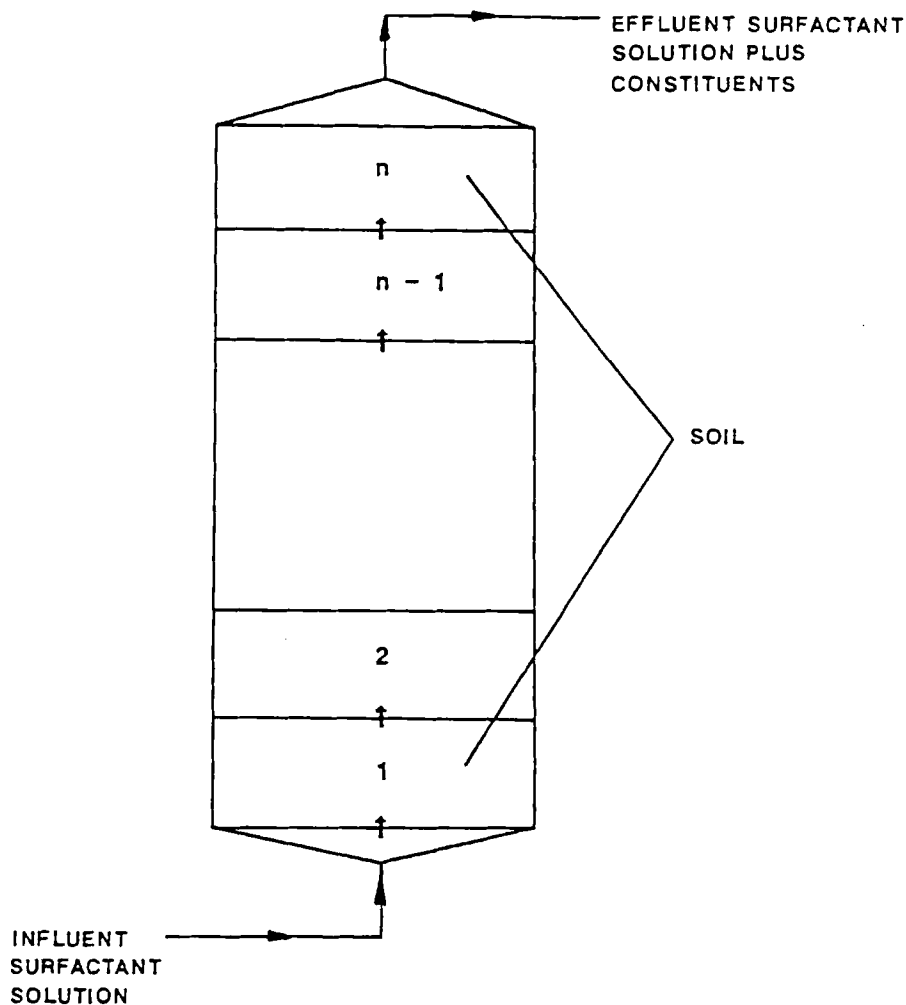 EFFLUENT SURFACTANT
SOLUTION PLUS
CONSTITUENTS
n
n - 1
SOIL
2
1
INFLUENT
SURFACTANT
SOLUTION